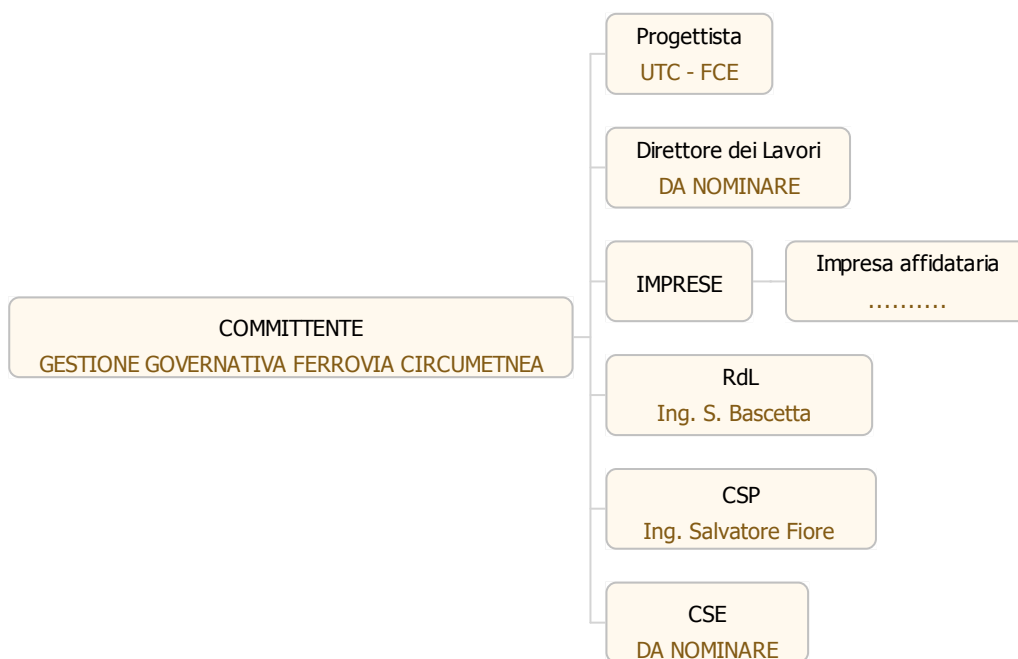 Progettista
UTC - FCE
Direttore dei Lavori
DA NOMINARE
IMPRESE
Impresa affidataria
..........
COMMITTENTE
GESTIONE GOVERNATIVA FERROVIA CIRCUMETNEA
RdL
Ing. S. Bascetta
CSP
Ing. Salvatore Fiore
CSE
DA NOMINARE